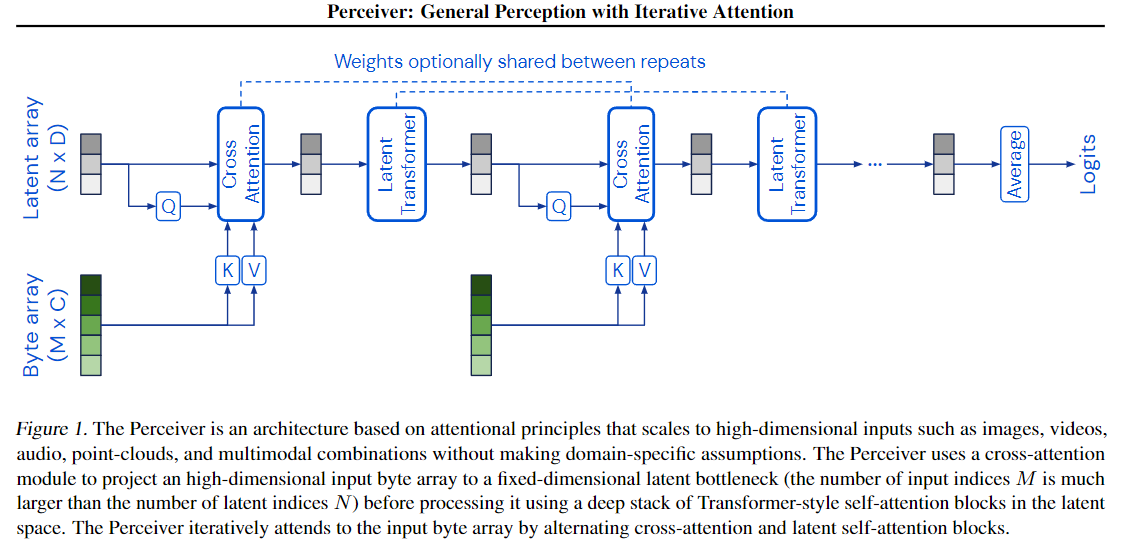 Perceiver: General Perception with Iterative Attention
Weights optionally shared between repeats
Latent array
(N x D)
Cross
Attention
Latent
Transformer
Cross
Attention
Latent
Transformer
...
Average
Logits
Q
Q
K
V
K
V
Byte array
(M x C)
Figure 1. The Perceiver is an architecture based on attentional principles that scales to high-dimensional inputs such as images, videos,
audio, point-clouds, and multimodal combinations without making domain-specific assumptions. The Perceiver uses a cross-attention
module to project an high-dimensional input byte array to a fixed-dimensional latent bottleneck (the number of input indices M is much
larger than the number of latent indices N) before processing it using a deep stack of Transformer-style self-attention blocks in the latent
space. The Perceiver iteratively attends to the input byte array by alternating cross-attention and latent self-attention blocks.